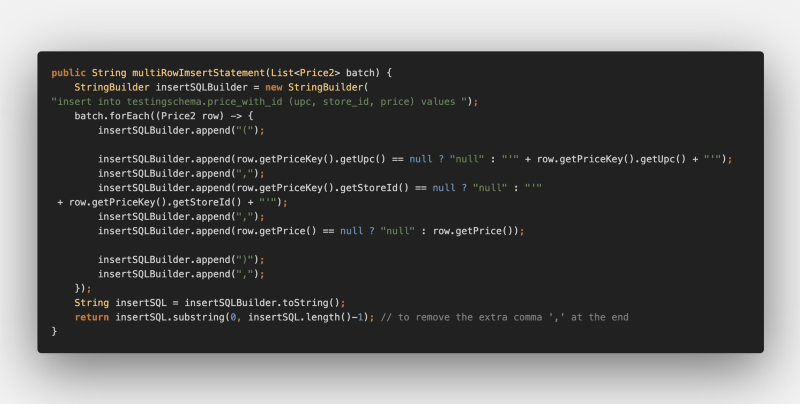 public String multiRowImsertStatement(List<Price2> batch) {
    StringBuilder insertSQLBuilder = new StringBuilder(
"insert into testingschema.price_with_id (upc, store_id, price) values ");
    batch.forEach((Price2 row) -> {
        insertSQLBuilder.append("(");
        insertSQLBuilder.append(row.getPriceKey().getUpc() == null ? "null" : "'" + row.getPriceKey().getUpc() + "'");
        insertSQLBuilder.append(",");
        insertSQLBuilder.append(row.getPriceKey().getStoreId() == null ? "null" : "'"
 + row.getPriceKey().getStoreId() + "'");
        insertSQLBuilder.append(",");
        insertSQLBuilder.append(row.getPrice() == null ? "null" : row.getPrice());
        insertSQLBuilder.append(")");
        insertSQLBuilder.append(",");
    });
    String insertSQL = insertSQLBuilder.toString();
    return insertSQL.substring(0, insertSQL.length()-1); // to remove the extra comma ',' at the end
}